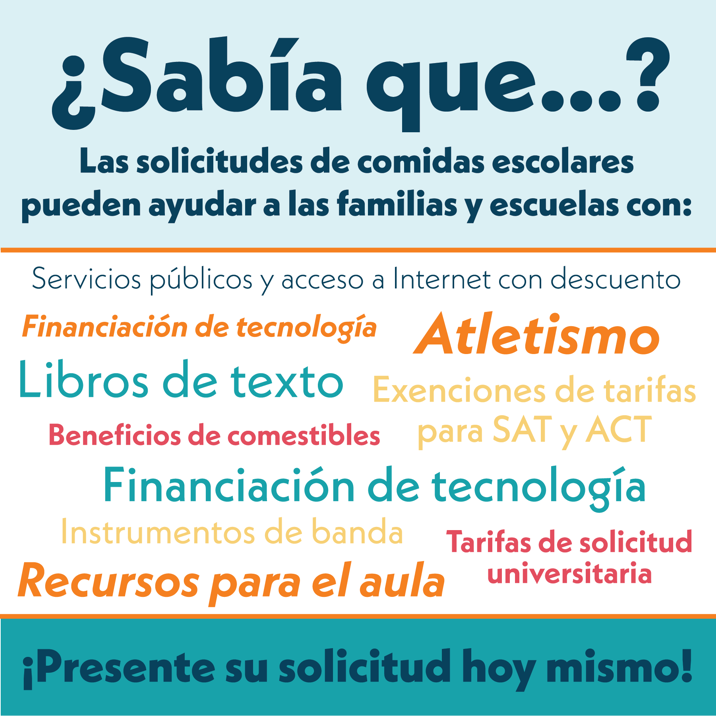 ¿Sabía que...?
Las solicitudes de comidas escolares
pueden ayudar a las familias y escuelas con:
Servicios públicos y acceso a Internet con descuento
Financiación de tecnología
Atletismo
Libros de texto
Exenciones de tarifas
para SAT y ACT
Beneficios de comestibles
Financiación de tecnología
Instrumentos de banda
Tarifas de solicitud
universitaria
Recursos para el aula
¡Presente su solicitud hoy mismo!